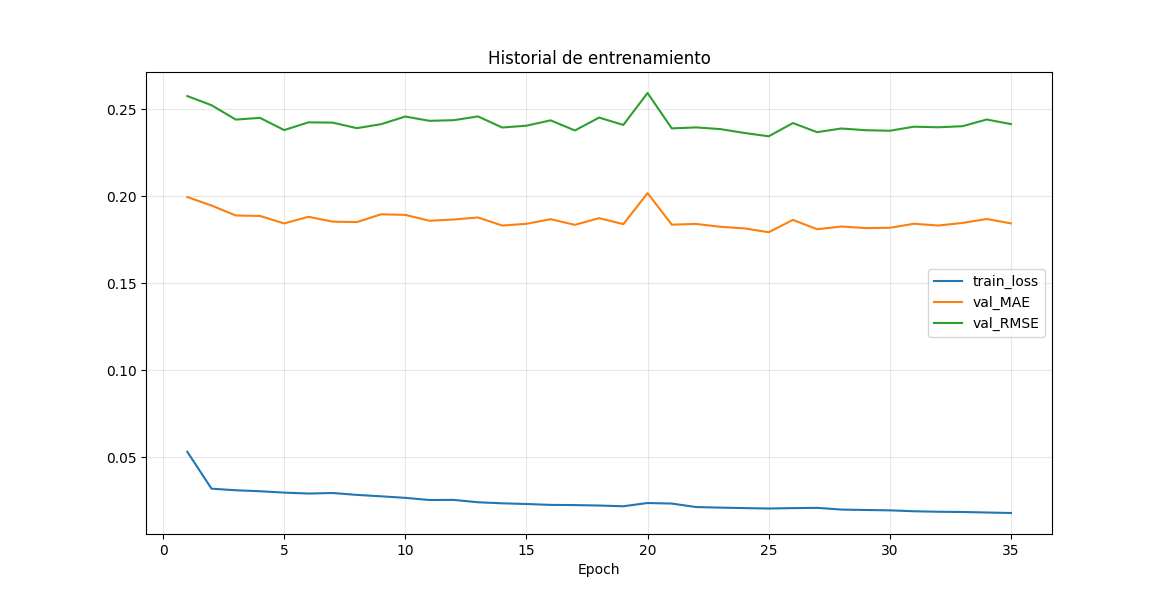 Historial de entrenamiento
0.25
0.20
0.15
0.10
0.05
train_loss
val_MAE
val_RMSE
0 5 10 15 20 25 30 35
Epoch